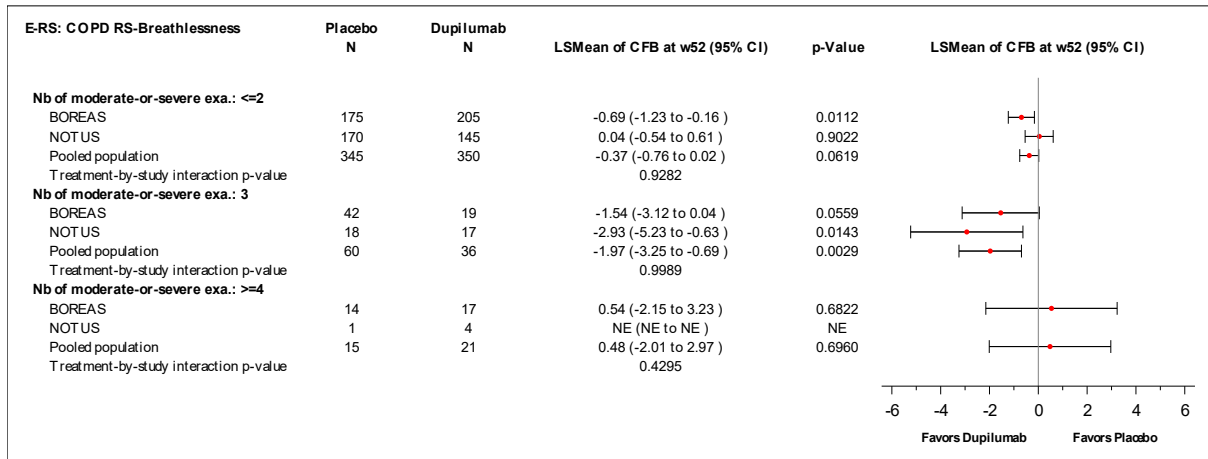 E-RS: COPD RS-Breathlessness Placebo Dupilumab
N N LSMean of CFB at w52 (95% CI) p-Value LSMean of CFB at w52 (95% CI)
Nb of moderate-or-severe exa.: <=2
BOREAS 175 205 -0.69 (-1.23 to -0.16 ) 0.0112
NOTUS 170 145 0.04 (-0.54 to 0.61 ) 0.9022
Pooled population 345 350 -0.37 (-0.76 to 0.02 ) 0.0619
Treatment-by-study interaction p-value 0.9282
Nb of moderate-or-severe exa.: 3
BOREAS 42 19 -1.54 (-3.12 to 0.04 ) 0.0559
NOTUS 18 17 -2.93 (-5.23 to -0.63 ) 0.0143
Pooled population 60 36 -1.97 (-3.25 to -0.69 ) 0.0029
Treatment-by-study interaction p-value 0.9989
Nb of moderate-or-severe exa.: >=4
BOREAS 14 17 0.54 (-2.15 to 3.23 ) 0.6822
NOTUS 1 4 NE (NE to NE ) NE
Pooled population 15 21 0.48 (-2.01 to 2.97 ) 0.6960
Treatment-by-study interaction p-value 0.4295
-6 -4 -2 0 2 4 6
Favors Dupilumab Favors Placebo